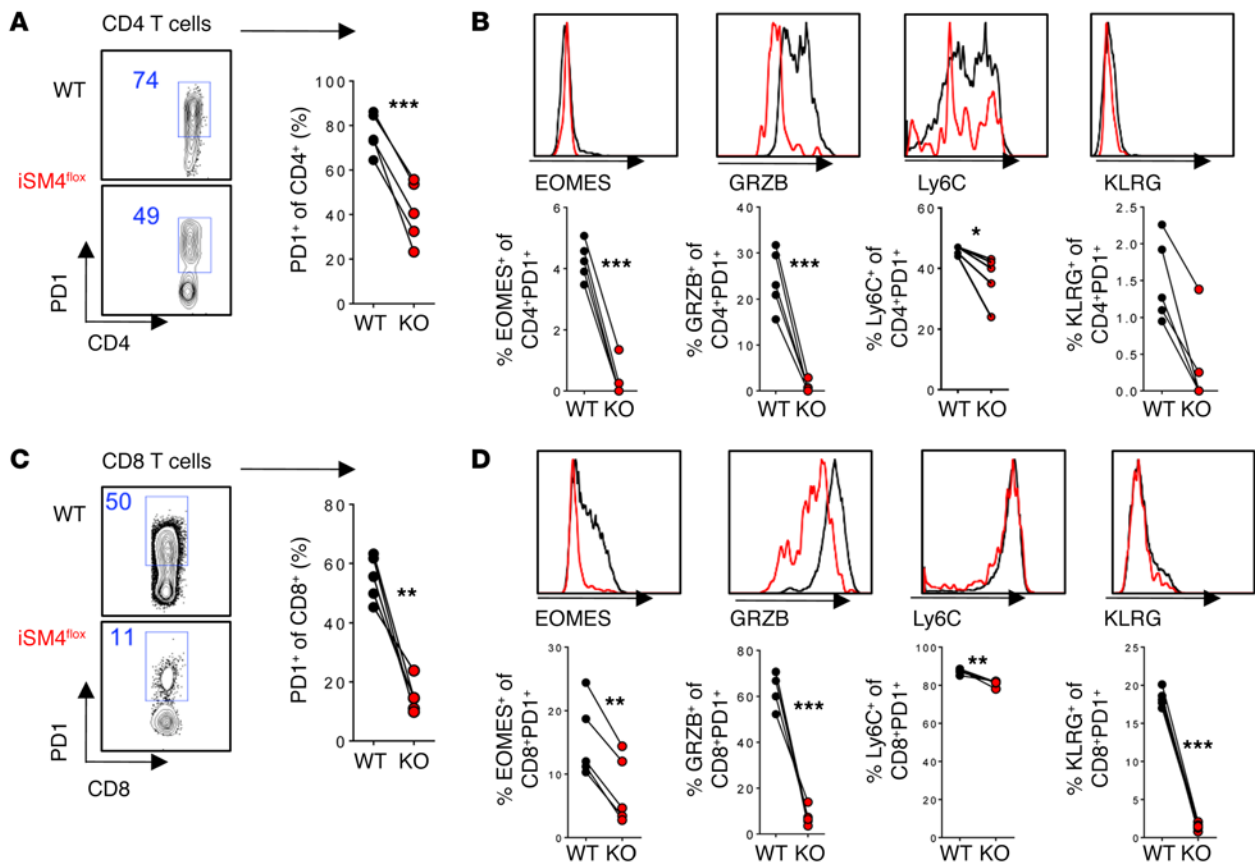 A
CD4 T cells
WT
74
iSM4flox
49
PD1
CD4
PD1+ of CD4+ (%)
100
80
60
40
20
0
***
WT KO
B
EOMES
GRZB
Ly6C
KLRG
% EOMES+ of
CD4+PD1+
6
4
2
0
***
WT KO
% GRZB+ of
CD4+PD1+
40
30
20
10
0
***
WT KO
% Ly6C+ of
CD4+PD1+
60
40
20
0
*
WT KO
% KLRG+ of
CD4+PD1+
2.5
2.0
1.5
1.0
0.5
0.0
WT KO
C
CD8 T cells
WT
50
iSM4flox
11
PD1
CD8
PD1+ of CD8+ (%)
80
60
40
20
0
**
WT KO
D
EOMES
GRZB
Ly6C
KLRG
% EOMES+ of
CD8+PD1+
30
20
10
0
**
WT KO
% GRZB+ of
CD8+PD1+
80
60
40
20
0
***
WT KO
% Ly6C+ of
CD8+PD1+
100
80
60
40
20
0
**
WT KO
% KLRG+ of
CD8+PD1+
25
20
15
10
5
0
***
WT KO